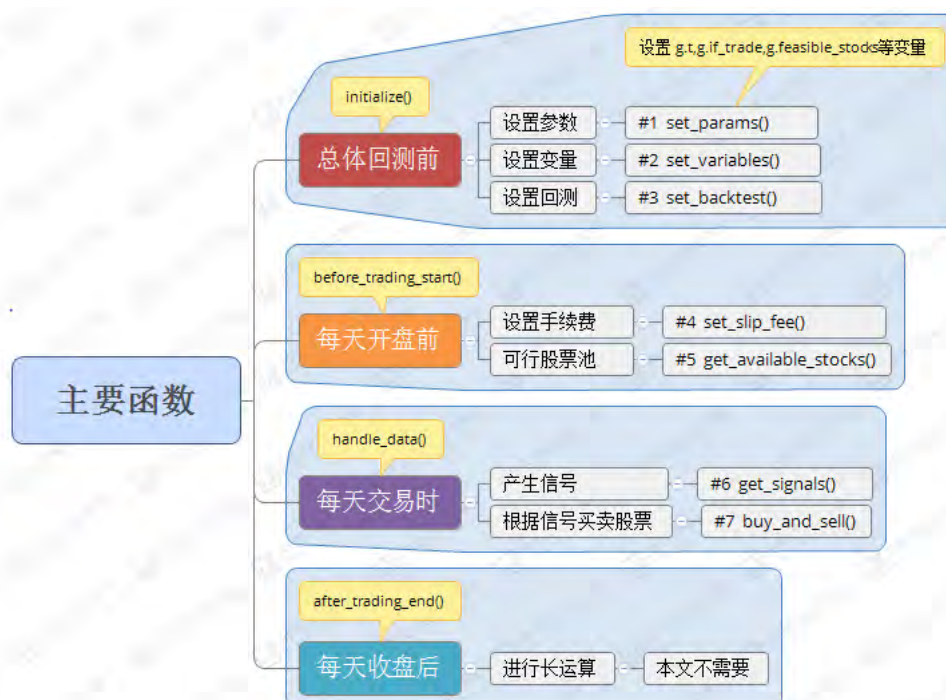 设置 g.t,g.if_trade,g.feasible_stocks等变量
initialize()
总体回测前
设置参数
#1 set_params()
设置变量
#2 set_variables()
设置回测
#3 set_backtest()
before_trading_start()
每天开盘前
设置手续费
#4 set_slip_fee()
可行股票池
#5 get_available_stocks()
主要函数
handle_data()
每天交易时
产生信号
#6 get_signals()
根据信号买卖股票
#7 buy_and_sell()
after_trading_end()
每天收盘后
进行长运算
本文不需要